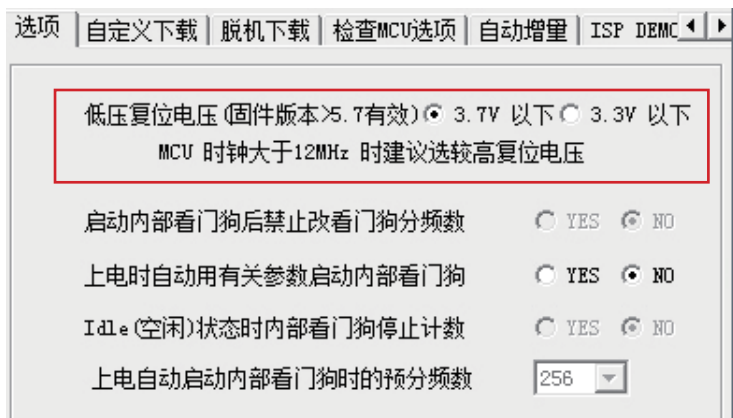 选项 自定义下载 脱机下载 检查MCU选项 自动增量 ISP DEMO
低压复位电压(固件版本>5.7有效) 3.7V 以下 3.3V 以下
MCU 时钟大于12MHz 时建议选较高复位电压
启动内部看门狗后禁止改看门狗分频数 YES NO
上电时自动用有关参数启动内部看门狗 YES NO
Idle(空闲)状态时内部看门狗停止计数 YES NO
上电自动启动内部看门狗时的预分频数 256